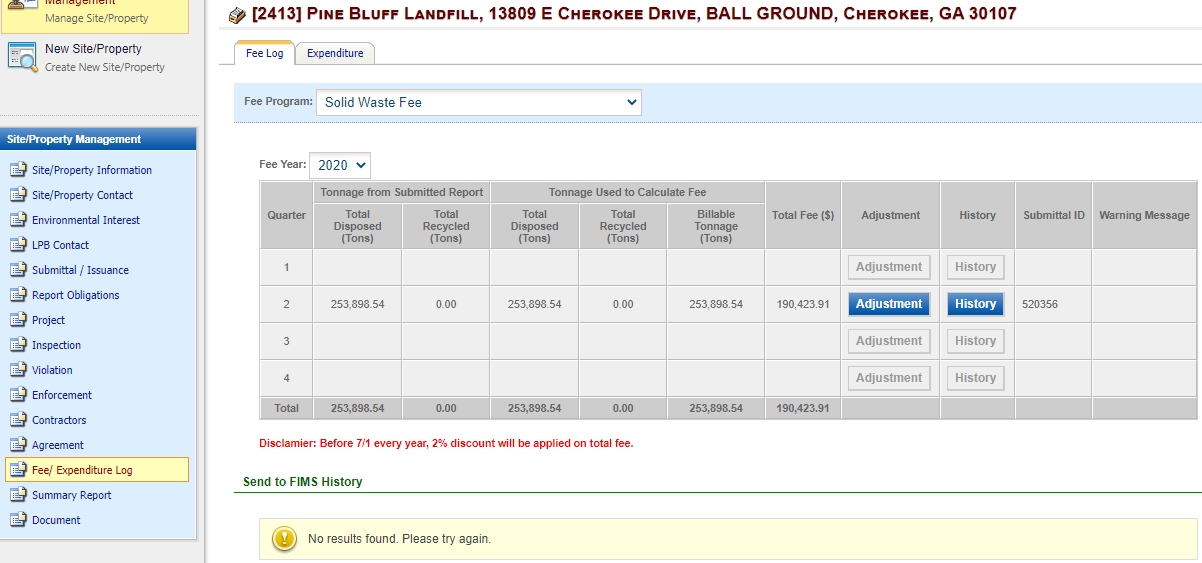 Management
Manage Site/Property
New Site/Property
Create New Site/Property
Site/Property Management
Site/Property Information
Site/Property Contact
Environmental Interest
LPB Contact
Submittal / Issuance
Report Obligations
Project
Inspection
Violation
Enforcement
Contractors
Agreement
Fee/ Expenditure Log
Summary Report
Document
[2413] Pine Bluff Landfill, 13809 E Cherokee Drive, BALL GROUND, Cherokee, GA 30107
Fee Log Expenditure
Fee Program: Solid Waste Fee
Fee Year: 2020
Quarter Tonnage from Submitted Report Tonnage Used to Calculate Fee Total Fee ($) Adjustment History Submittal ID Warning Message
Total Disposed (Tons) Total Recycled (Tons) Total Disposed (Tons) Total Recycled (Tons) Billable Tonnage (Tons)
1 Adjustment History
2 253,898.54 0.00 253,898.54 0.00 253,898.54 190,423.91 Adjustment History 520356
3 Adjustment History
4 Adjustment History
Total 253,898.54 0.00 253,898.54 0.00 253,898.54 190,423.91
Disclamier: Before 7/1 every year, 2% discount will be applied on total fee.
Send to FIMS History
No results found. Please try again.